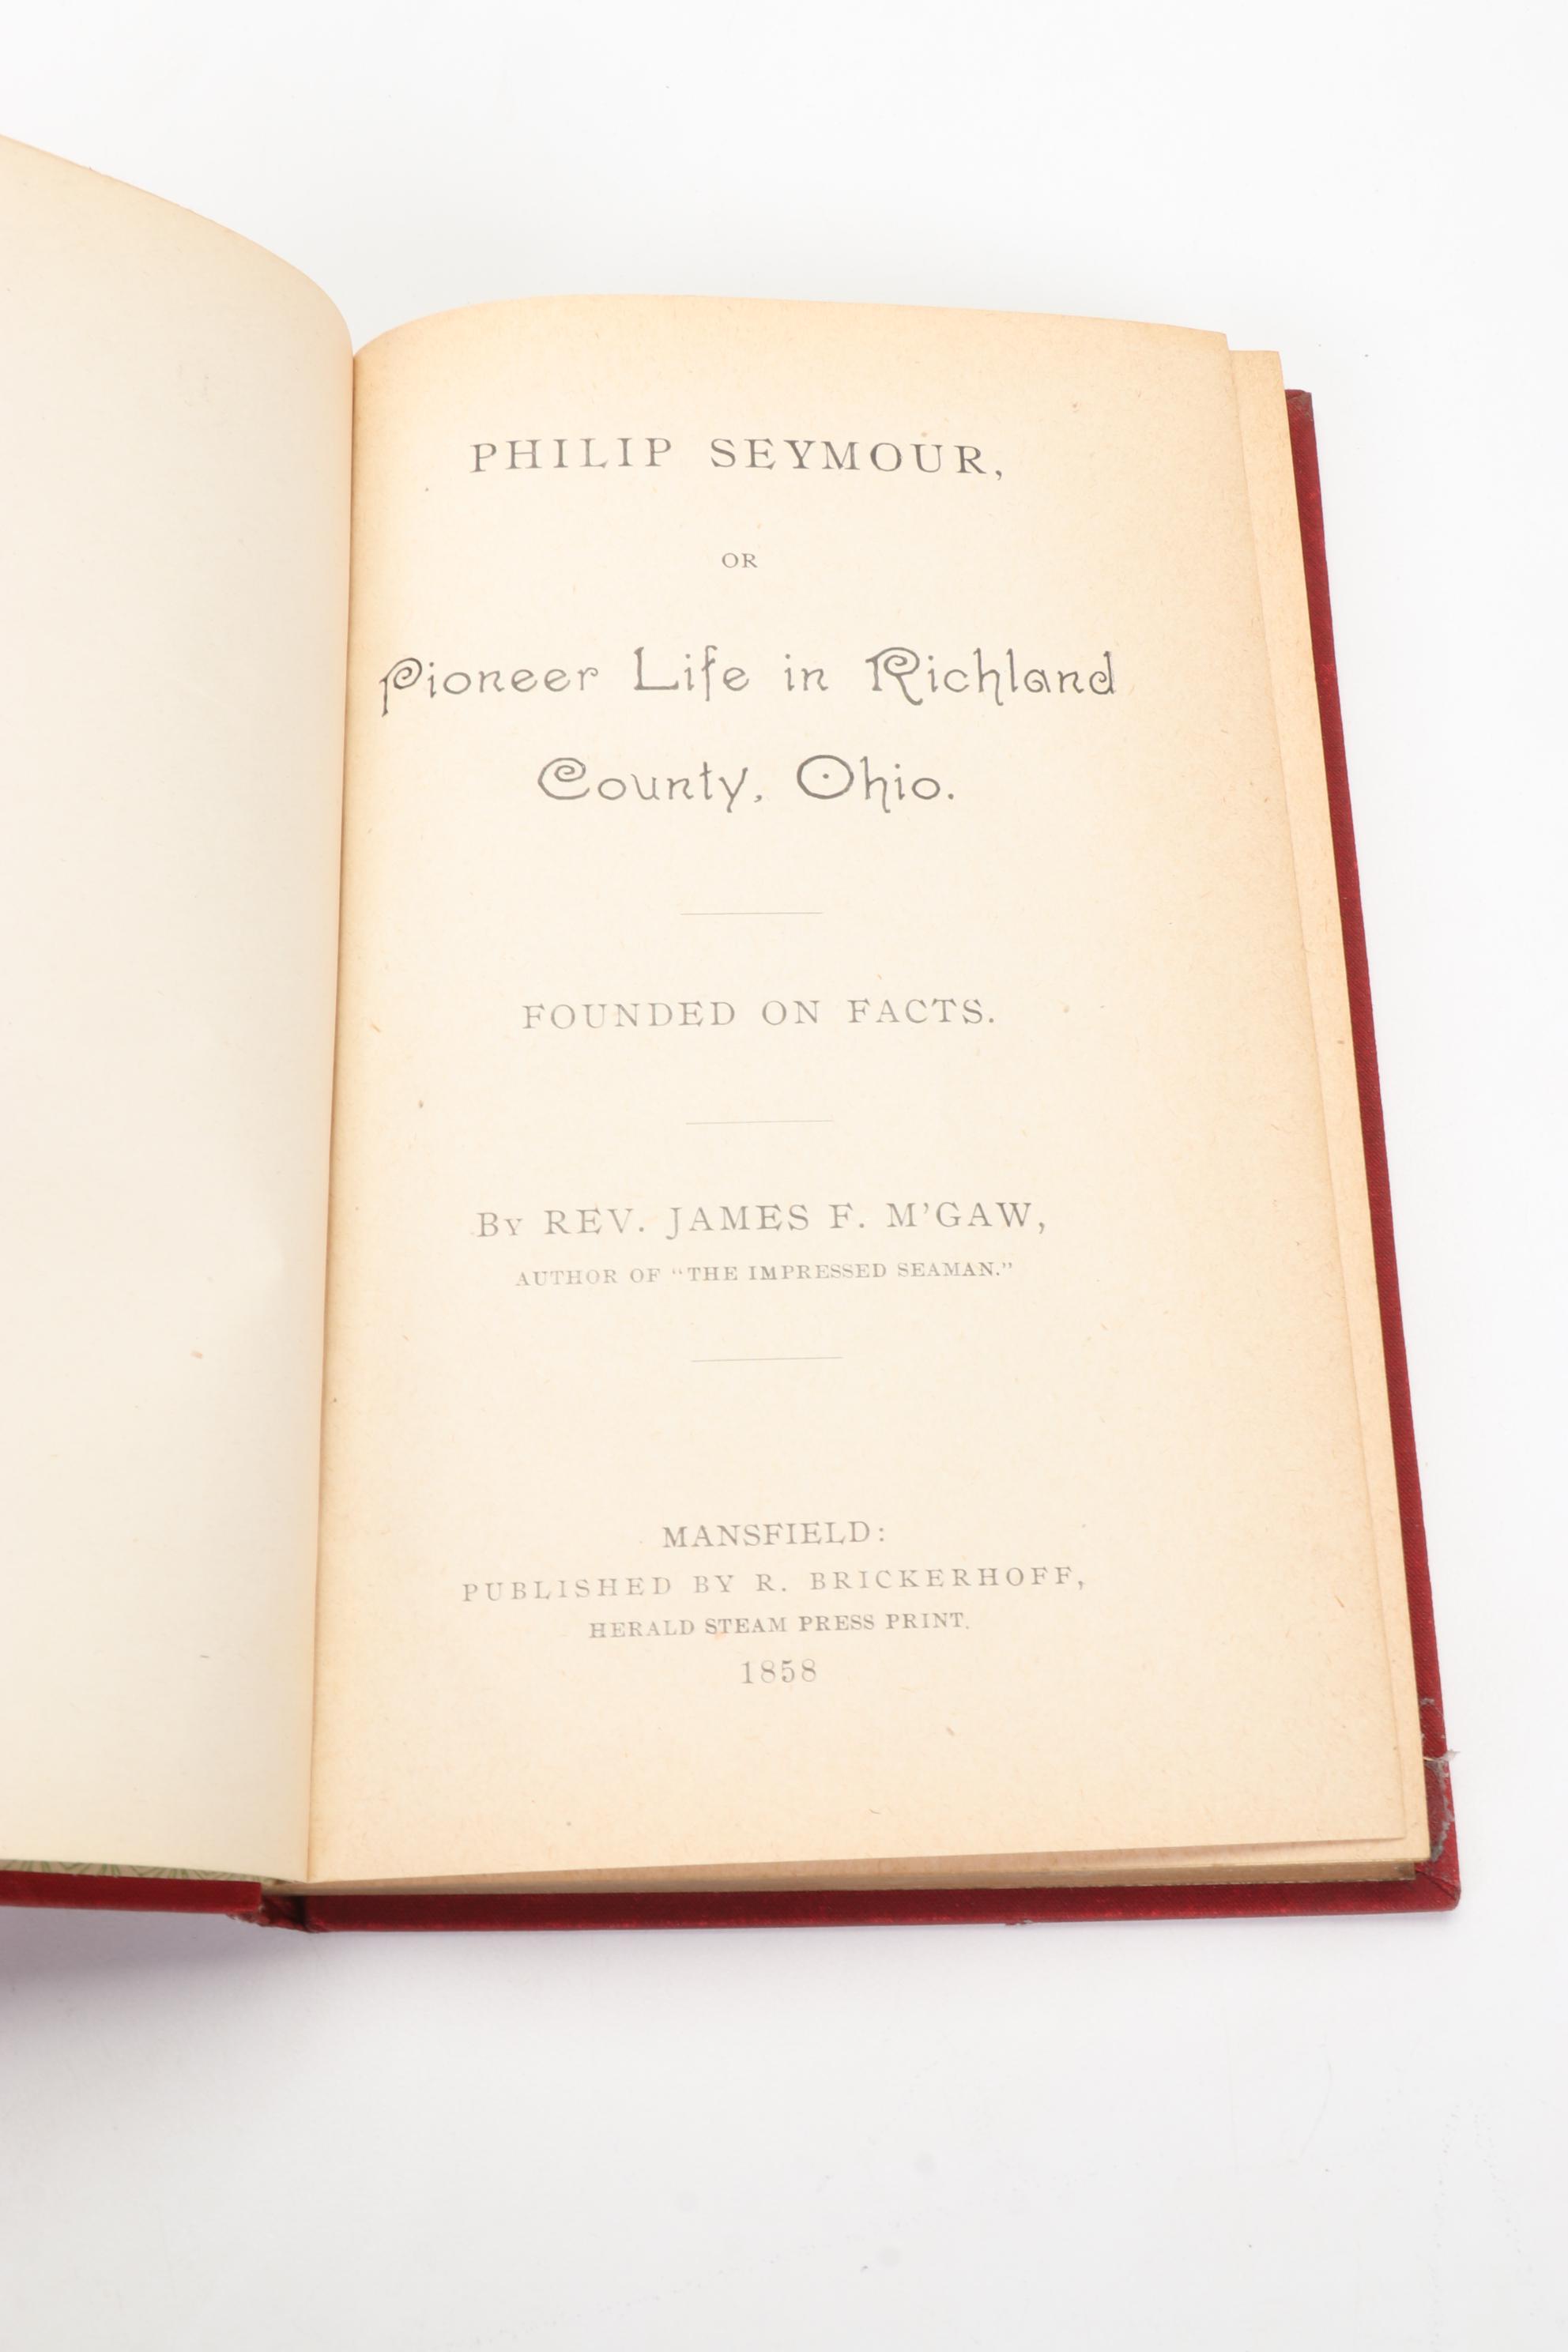 PHILIP SEYMOUR,
OR
Pioneer Life in Richland
County, Ohio.
FOUNDED ON FACTS.
By REV. JAMES F. M'GAW,
AUTHOR OF "THE IMPRESSED SEAMAN."
MANSFIELD:
PUBLISHED BY R. BRICKERHOFF,
HERALD STEAM PRESS PRINT.
1858